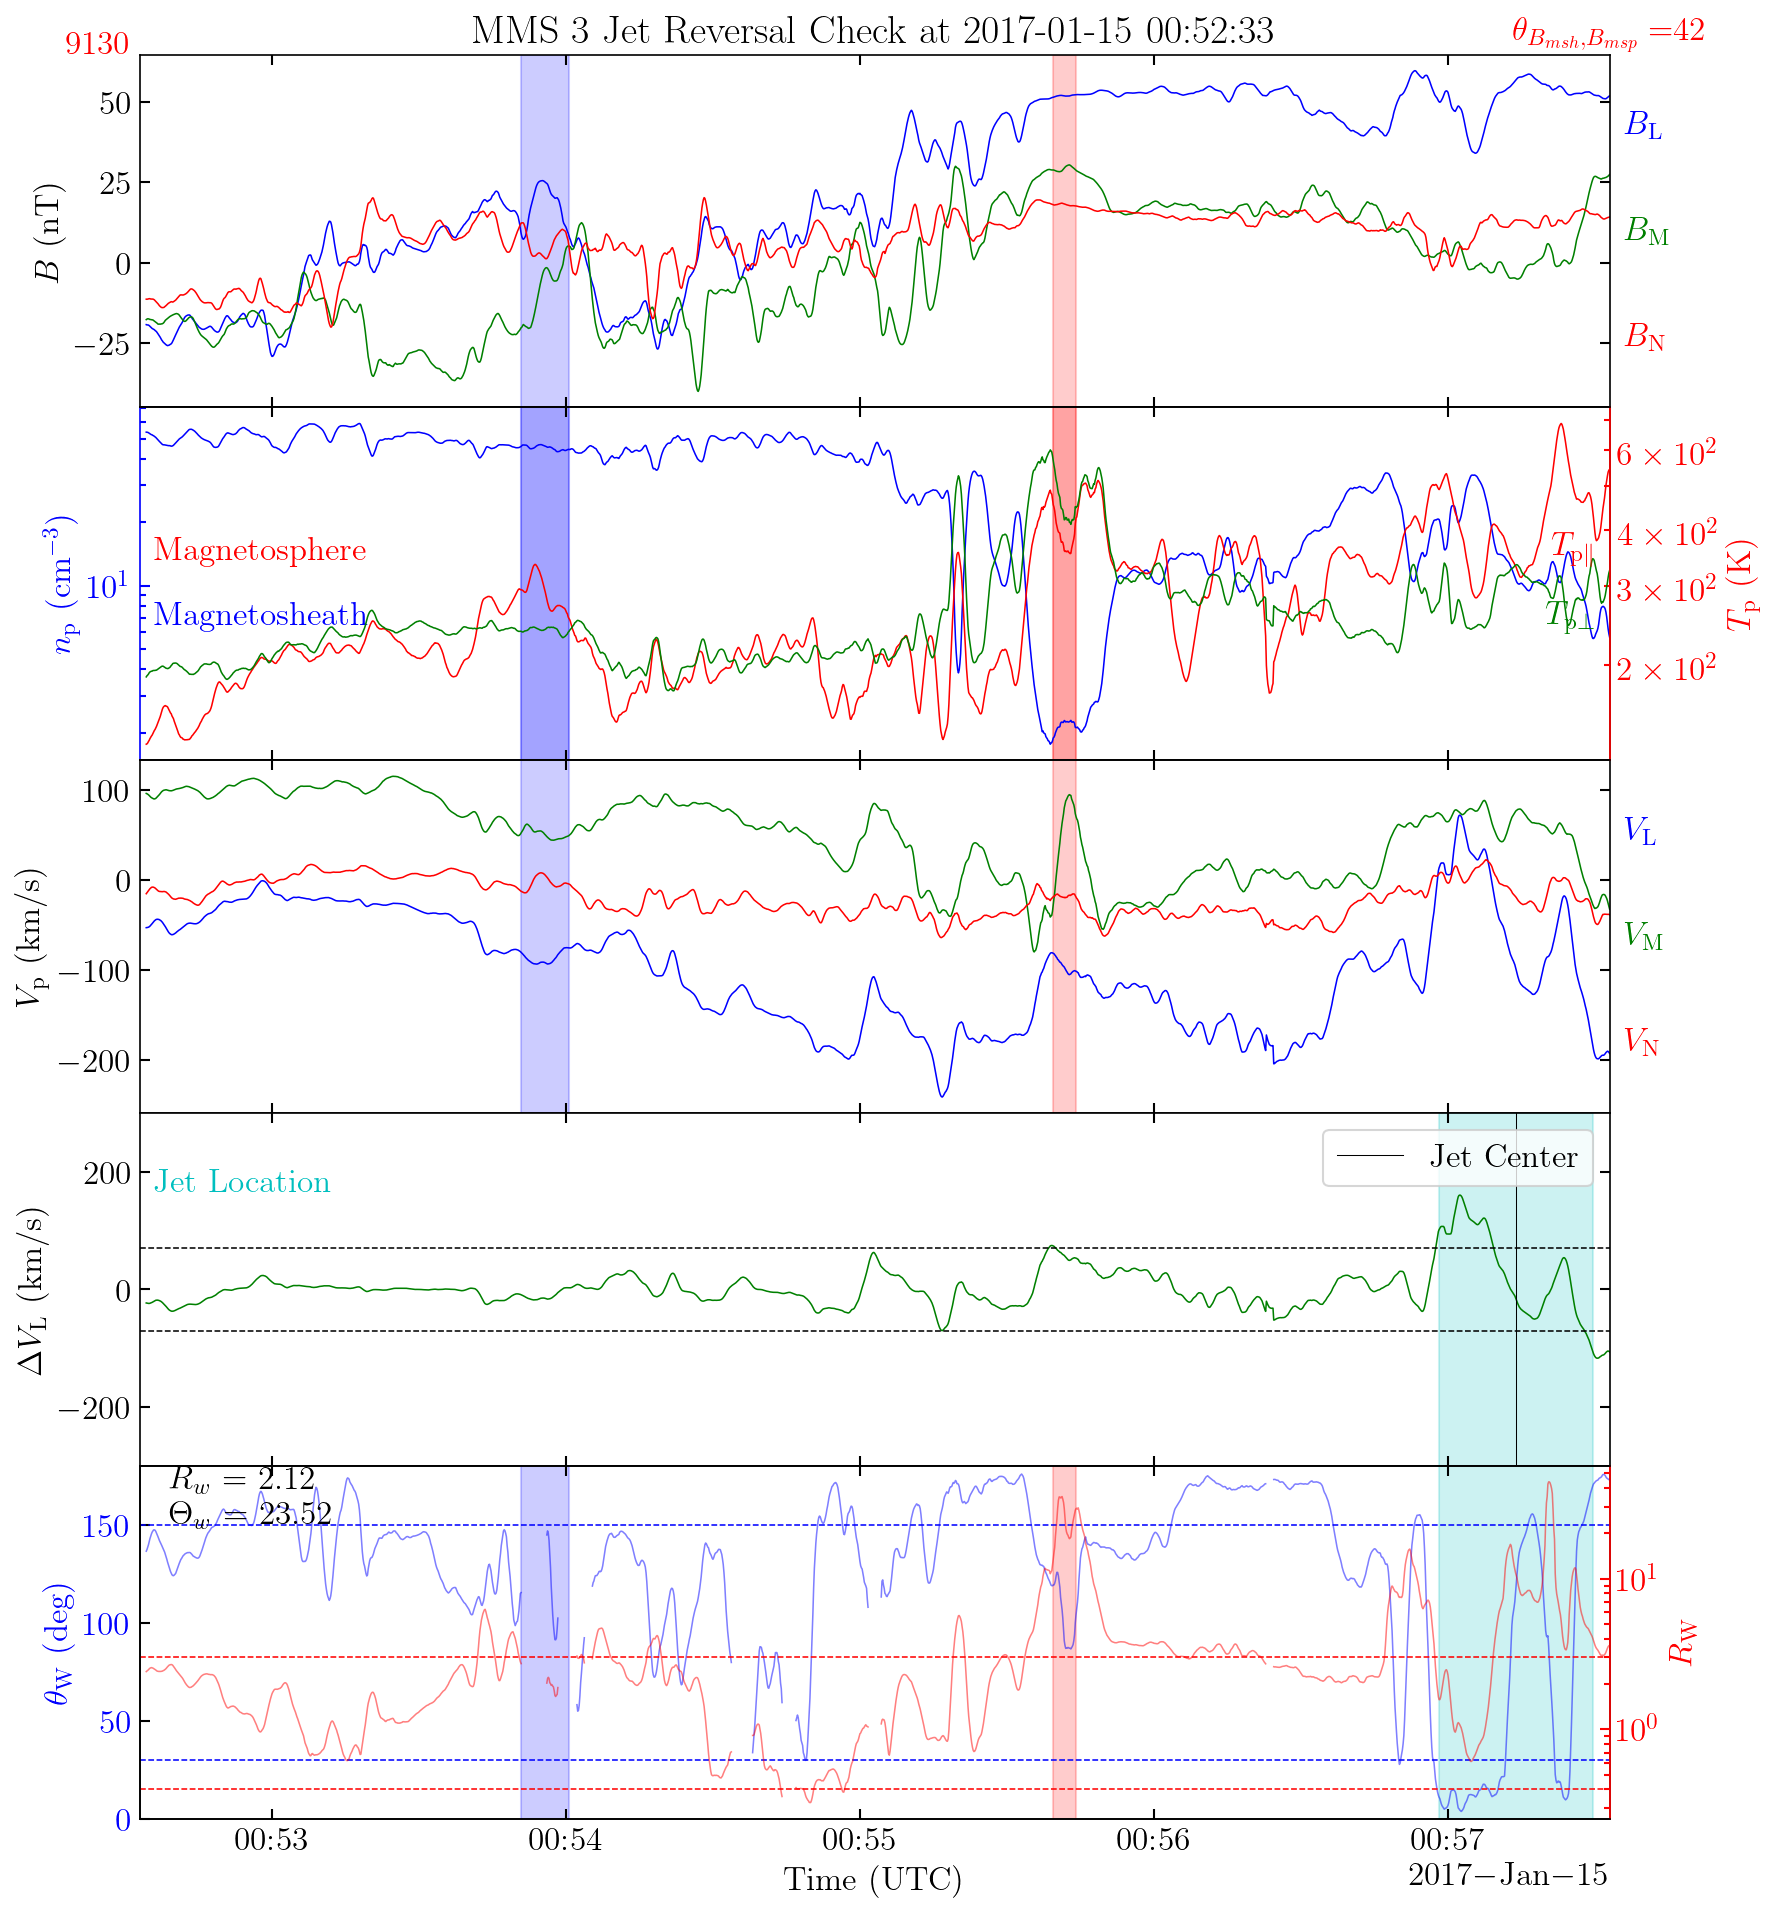 MMS 3 Jet Reversal Check at 2017-01-15 00:52:33
9130
θ_{B_{msh},B_{msp}} =42
B (nT)
50
25
0
−25
B_L
B_M
B_N
n_p (cm^{−3})
10^1
Magnetosphere
Magnetosheath
6 × 10^2
4 × 10^2
3 × 10^2
2 × 10^2
T_{p∥}
T_{p⊥}
T_p (K)
V_p (km/s)
100
0
−100
−200
V_L
V_M
V_N
ΔV_L (km/s)
200
0
−200
Jet Location
Jet Center
R_w = 2.12
Θ_w = 23.52
θ_W (deg)
150
100
50
0
10^1
10^0
R_W
00:53
00:54
00:55
00:56
00:57
2017−Jan−15
Time (UTC)